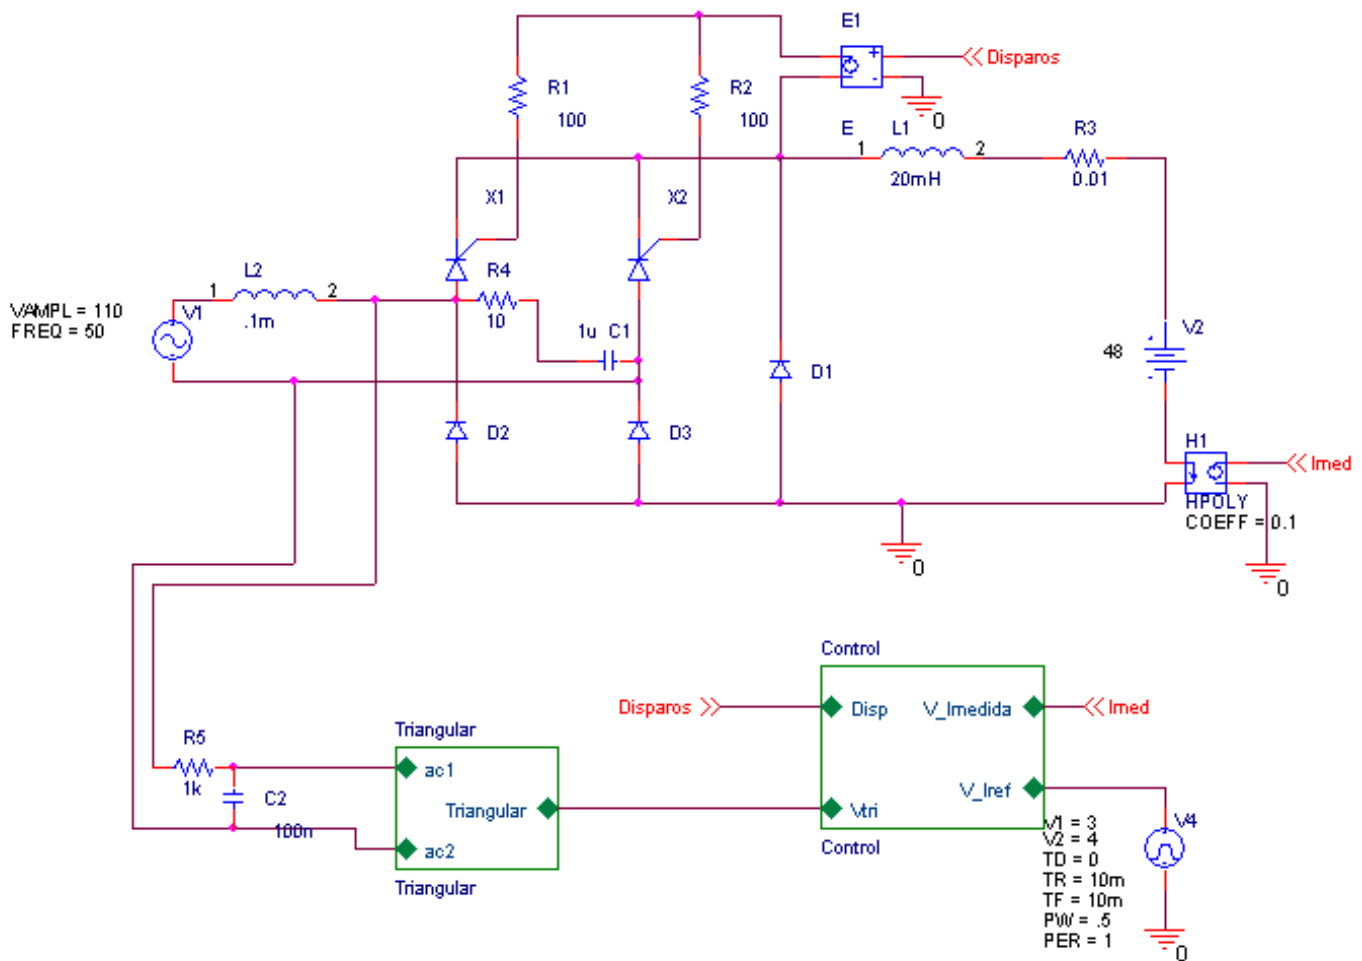 E1
Disparos
R1
100
R2
100
0
E
L1
1
2
20mH
R3
0.01
X1
X2
L2
1
2
.1m
VAMPL = 110
FREQ = 50
V1
R4
10
1u C1
V2
48
D1
D2
D3
H1
Imed
HPOLY
COEFF = 0.1
0
0
Control
Disparos
Disp
V_Imedida
Imed
Triangular
R5
1k
ac1
C2
100n
Triangular
V_Iref
Vtri
ac2
Control
Triangular
V1 = 3
V2 = 4
TD = 0
TR = 10m
TF = 10m
PW = .5
PER = 1
V4
0